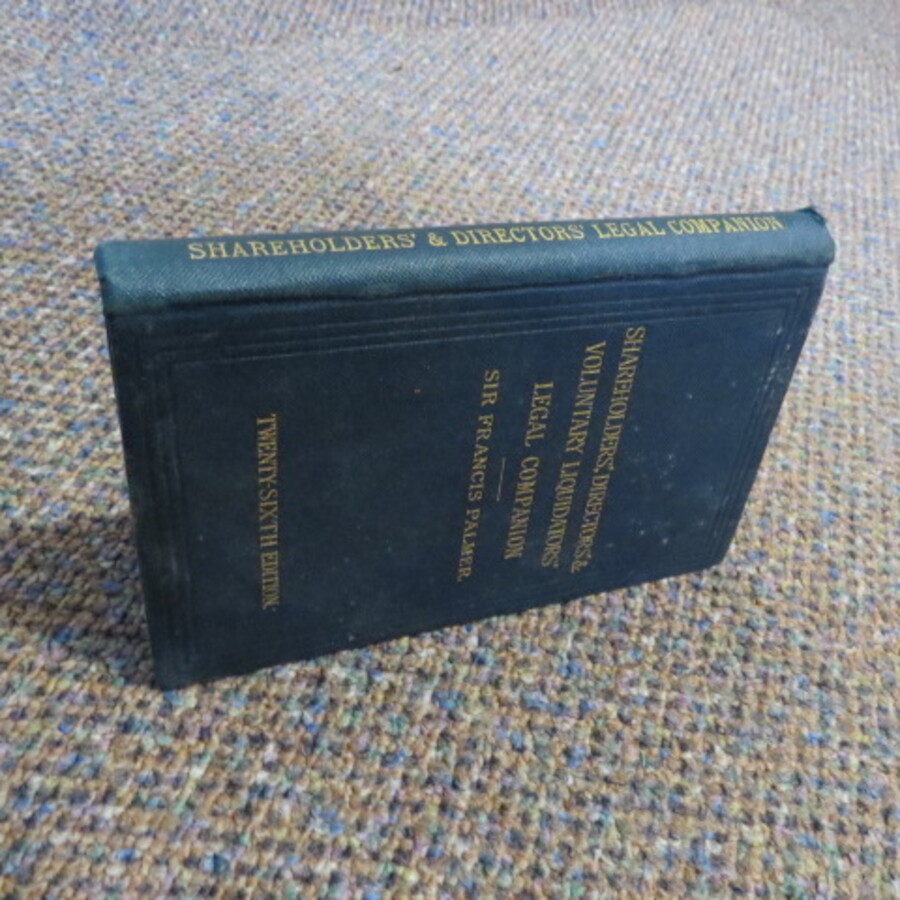 SHAREHOLDERS' & DIRECTORS' LEGAL COMPANION
SHAREHOLDERS', DIRECTORS' &
VOLUNTARY LIQUIDATORS'
LEGAL COMPANION
SIR FRANCIS PALMER
TWENTY-SIXTH EDITION